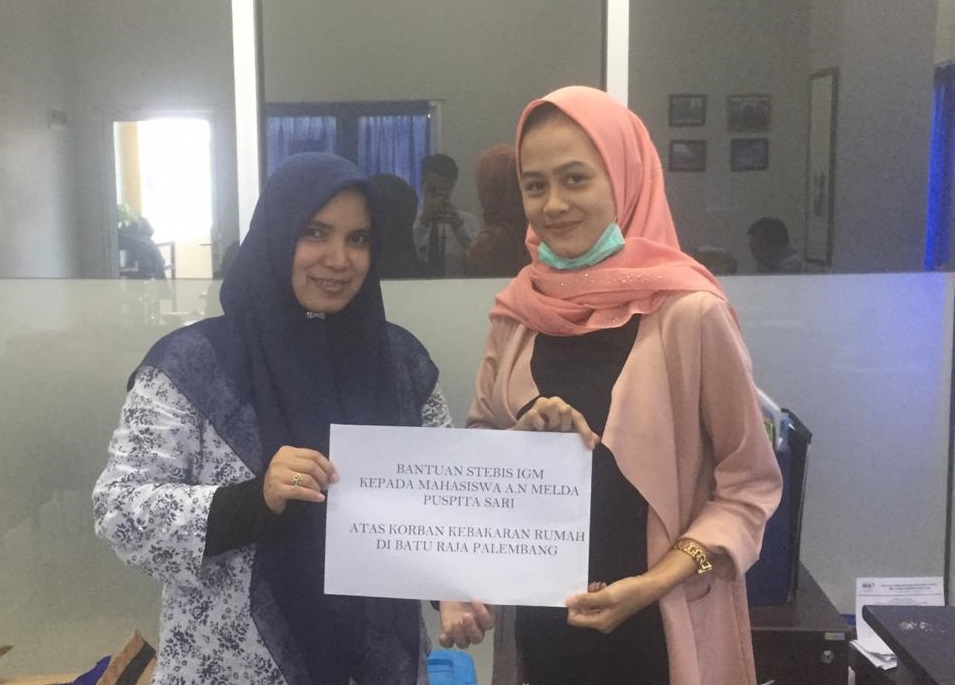 BANTUAN STEBIS IGM
KEPADA MAHASISWA A.N MELDA
PUSPITA SARI
ATAS KORBAN KEBAKARAN RUMAH
DI BATU RAJA PALEMBANG